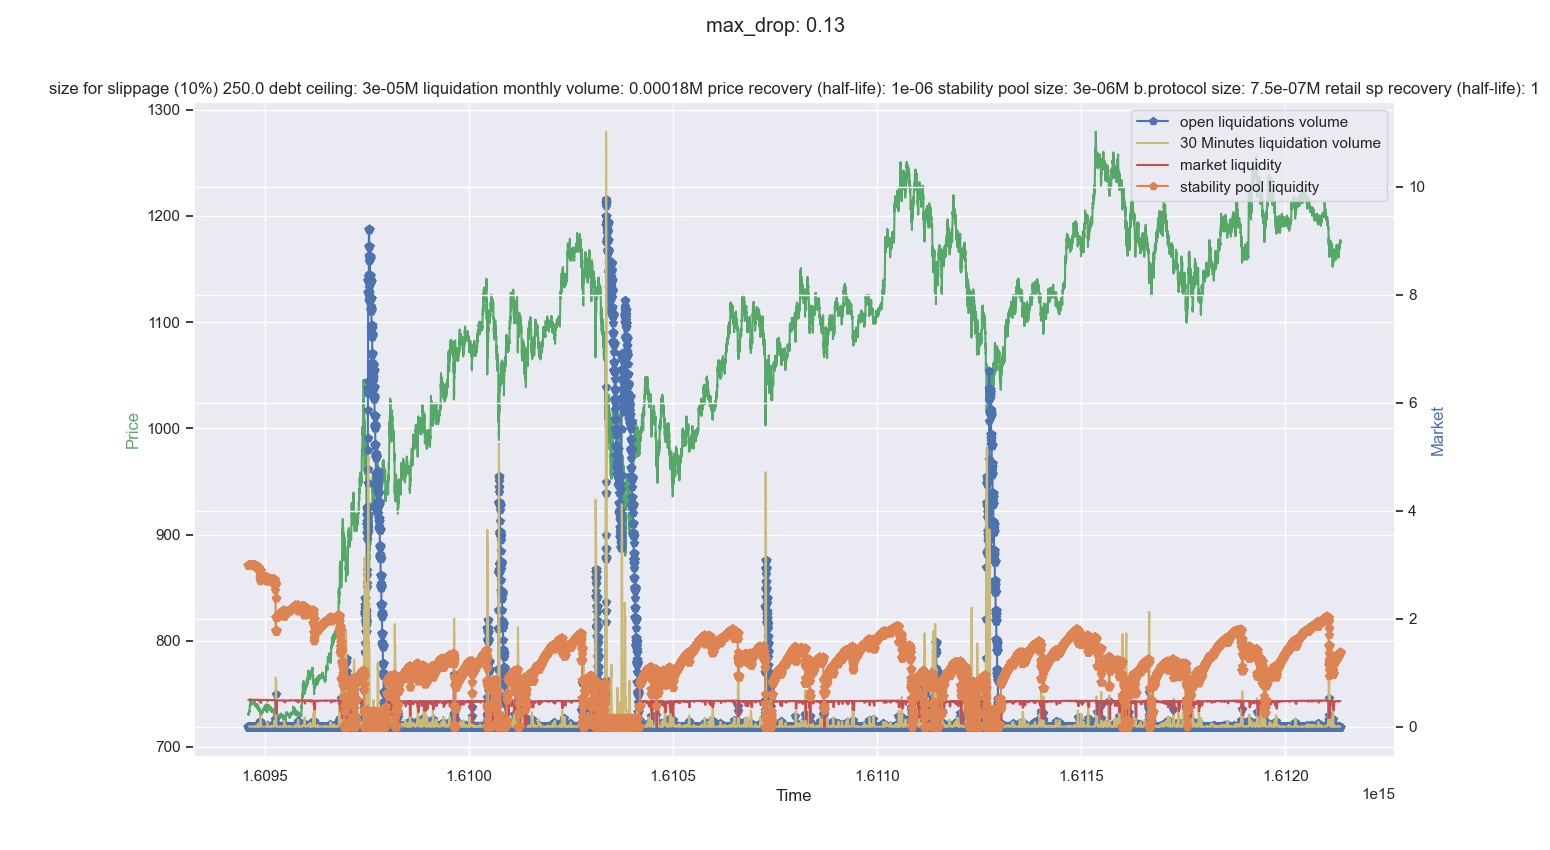 max_drop: 0.13
size for slippage (10%) 250.0 debt ceiling: 3e-05M liquidation monthly volume: 0.00018M price recovery (half-life): 1e-06 stability pool size: 3e-06M b.protocol size: 7.5e-07M retail sp recovery (half-life): 1
open liquidations volume
30 Minutes liquidation volume
market liquidity
stability pool liquidity
1300
1200
1100
1000
900
800
700
Price
10
8
6
4
2
0
Market
1.6095
1.6100
1.6105
1.6110
1.6115
1.6120
1e15
Time